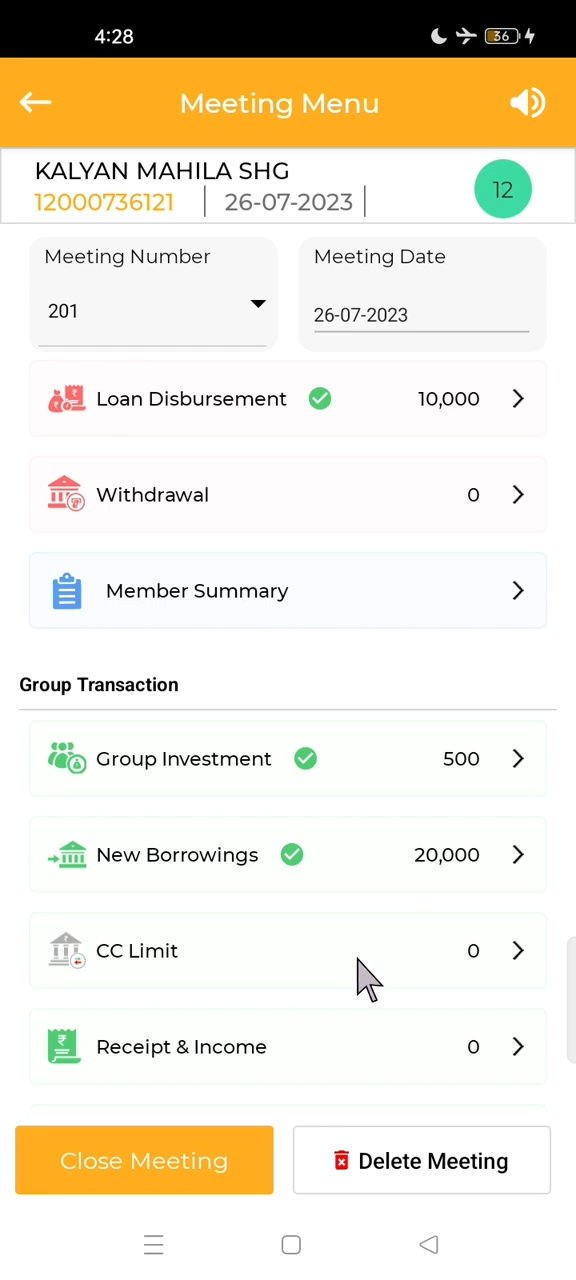 4:28
36
Meeting Menu
KALYAN MAHILA SHG
12000736121 | 26-07-2023 |
12
Meeting Number
Meeting Date
201
26-07-2023
Loan Disbursement 10,000
Withdrawal 0
Member Summary
Group Transaction
Group Investment 500
New Borrowings 20,000
CC Limit 0
Receipt & Income 0
Close Meeting
Delete Meeting